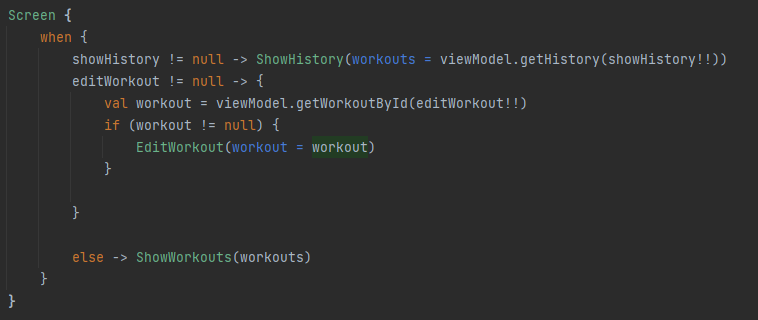 Screen {
    when {
        showHistory != null -> ShowHistory(workouts = viewModel.getHistory(showHistory!!))
        editWorkout != null -> {
            val workout = viewModel.getWorkoutById(editWorkout!!)
            if (workout != null) {
                EditWorkout(workout = workout)
            }

        }

        else -> ShowWorkouts(workouts)
    }
}